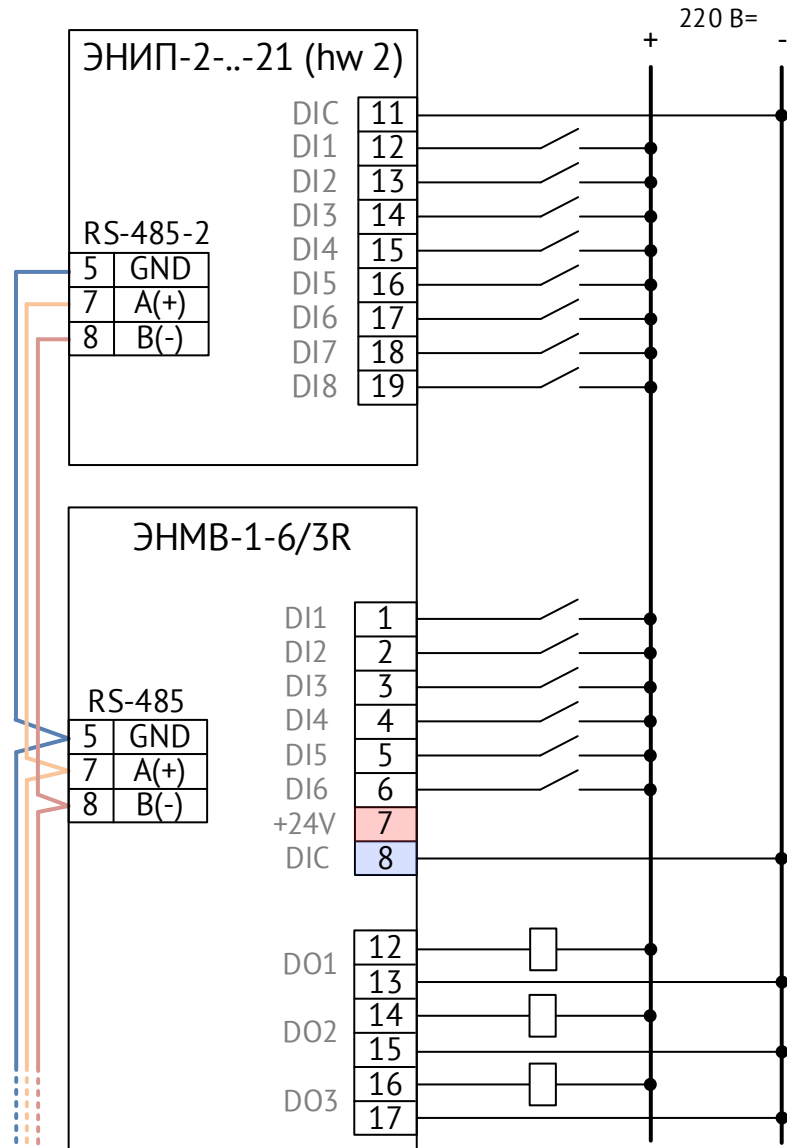 220 В=
+ -
ЭНИП-2-..-21 (hw 2)
DIC 11
DI1 12
DI2 13
DI3 14
DI4 15
DI5 16
DI6 17
DI7 18
DI8 19
RS-485-2
5 GND
7 A(+)
8 B(-)
ЭНМВ-1-6/3R
DI1 1
DI2 2
DI3 3
DI4 4
DI5 5
DI6 6
+24V 7
DIC 8
RS-485
5 GND
7 A(+)
8 B(-)
DO1 12
13
DO2 14
15
DO3 16
17